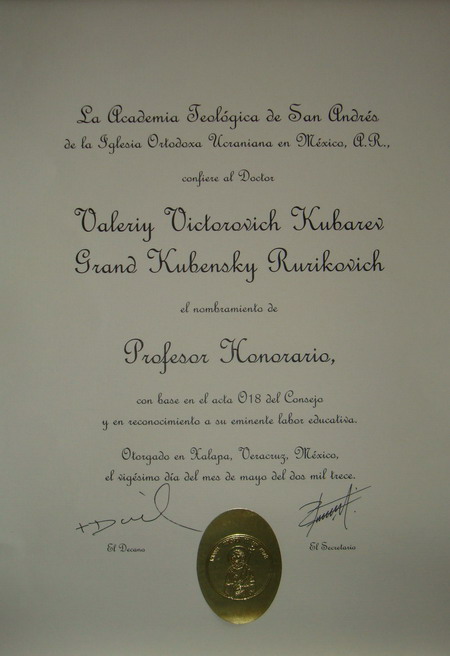 La Academia Teológica de San Andrés
de la Iglesia Ortodoxa Ucraniana en México, A.R.,
confiere al Doctor
Valeriy Victorovich Kubarev
Grand Kubensky Rurikovich
el nombramiento de
Profesor Honorario,
con base en el acta O18 del Consejo
y en reconocimiento a su eminente labor educativa.
Otorgado en Xalapa, Veracruz, México,
el vigésimo día del mes de mayo del dos mil trece.
El Decano
El Secretario